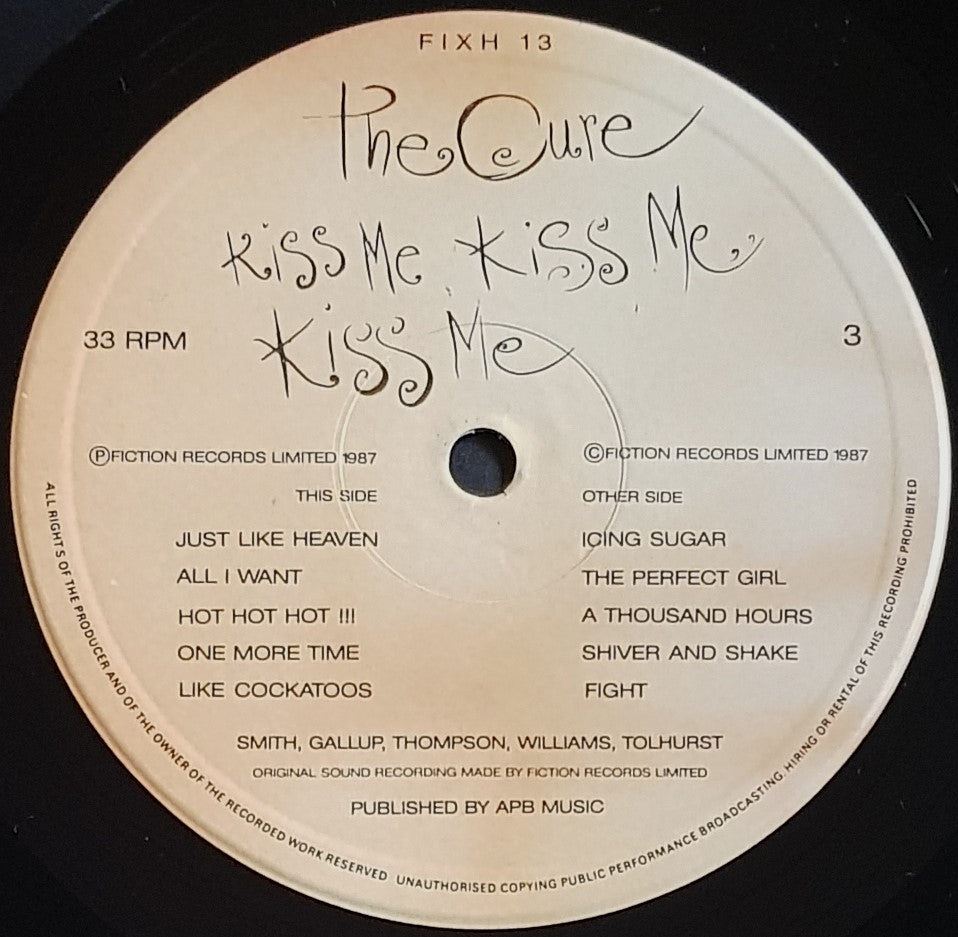 FIXH 13
The Cure
Kiss Me, Kiss Me,
Kiss Me
33 RPM
3
ⓅFICTION RECORDS LIMITED 1987
©FICTION RECORDS LIMITED 1987
THIS SIDE
JUST LIKE HEAVEN
ALL I WANT
HOT HOT HOT !!!
ONE MORE TIME
LIKE COCKATOOS
OTHER SIDE
ICING SUGAR
THE PERFECT GIRL
A THOUSAND HOURS
SHIVER AND SHAKE
FIGHT
SMITH, GALLUP, THOMPSON, WILLIAMS, TOLHURST
ORIGINAL SOUND RECORDING MADE BY FICTION RECORDS LIMITED
PUBLISHED BY APB MUSIC
ALL RIGHTS OF THE PRODUCER AND OF THE OWNER OF THE RECORDED WORK RESERVED UNAUTHORISED COPYING PUBLIC PERFORMANCE BROADCASTING, HIRING OR RENTAL OF THIS RECORDING PROHIBITED